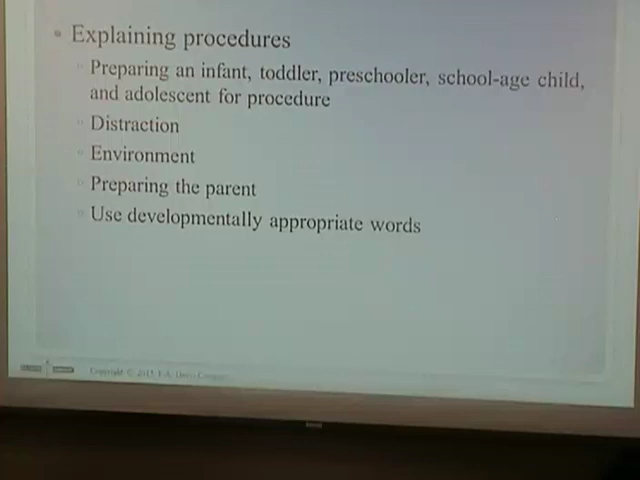 Explaining procedures
Preparing an infant, toddler, preschooler, school-age child,
and adolescent for procedure
Distraction
Environment
Preparing the parent
Use developmentally appropriate words
Copyright ©